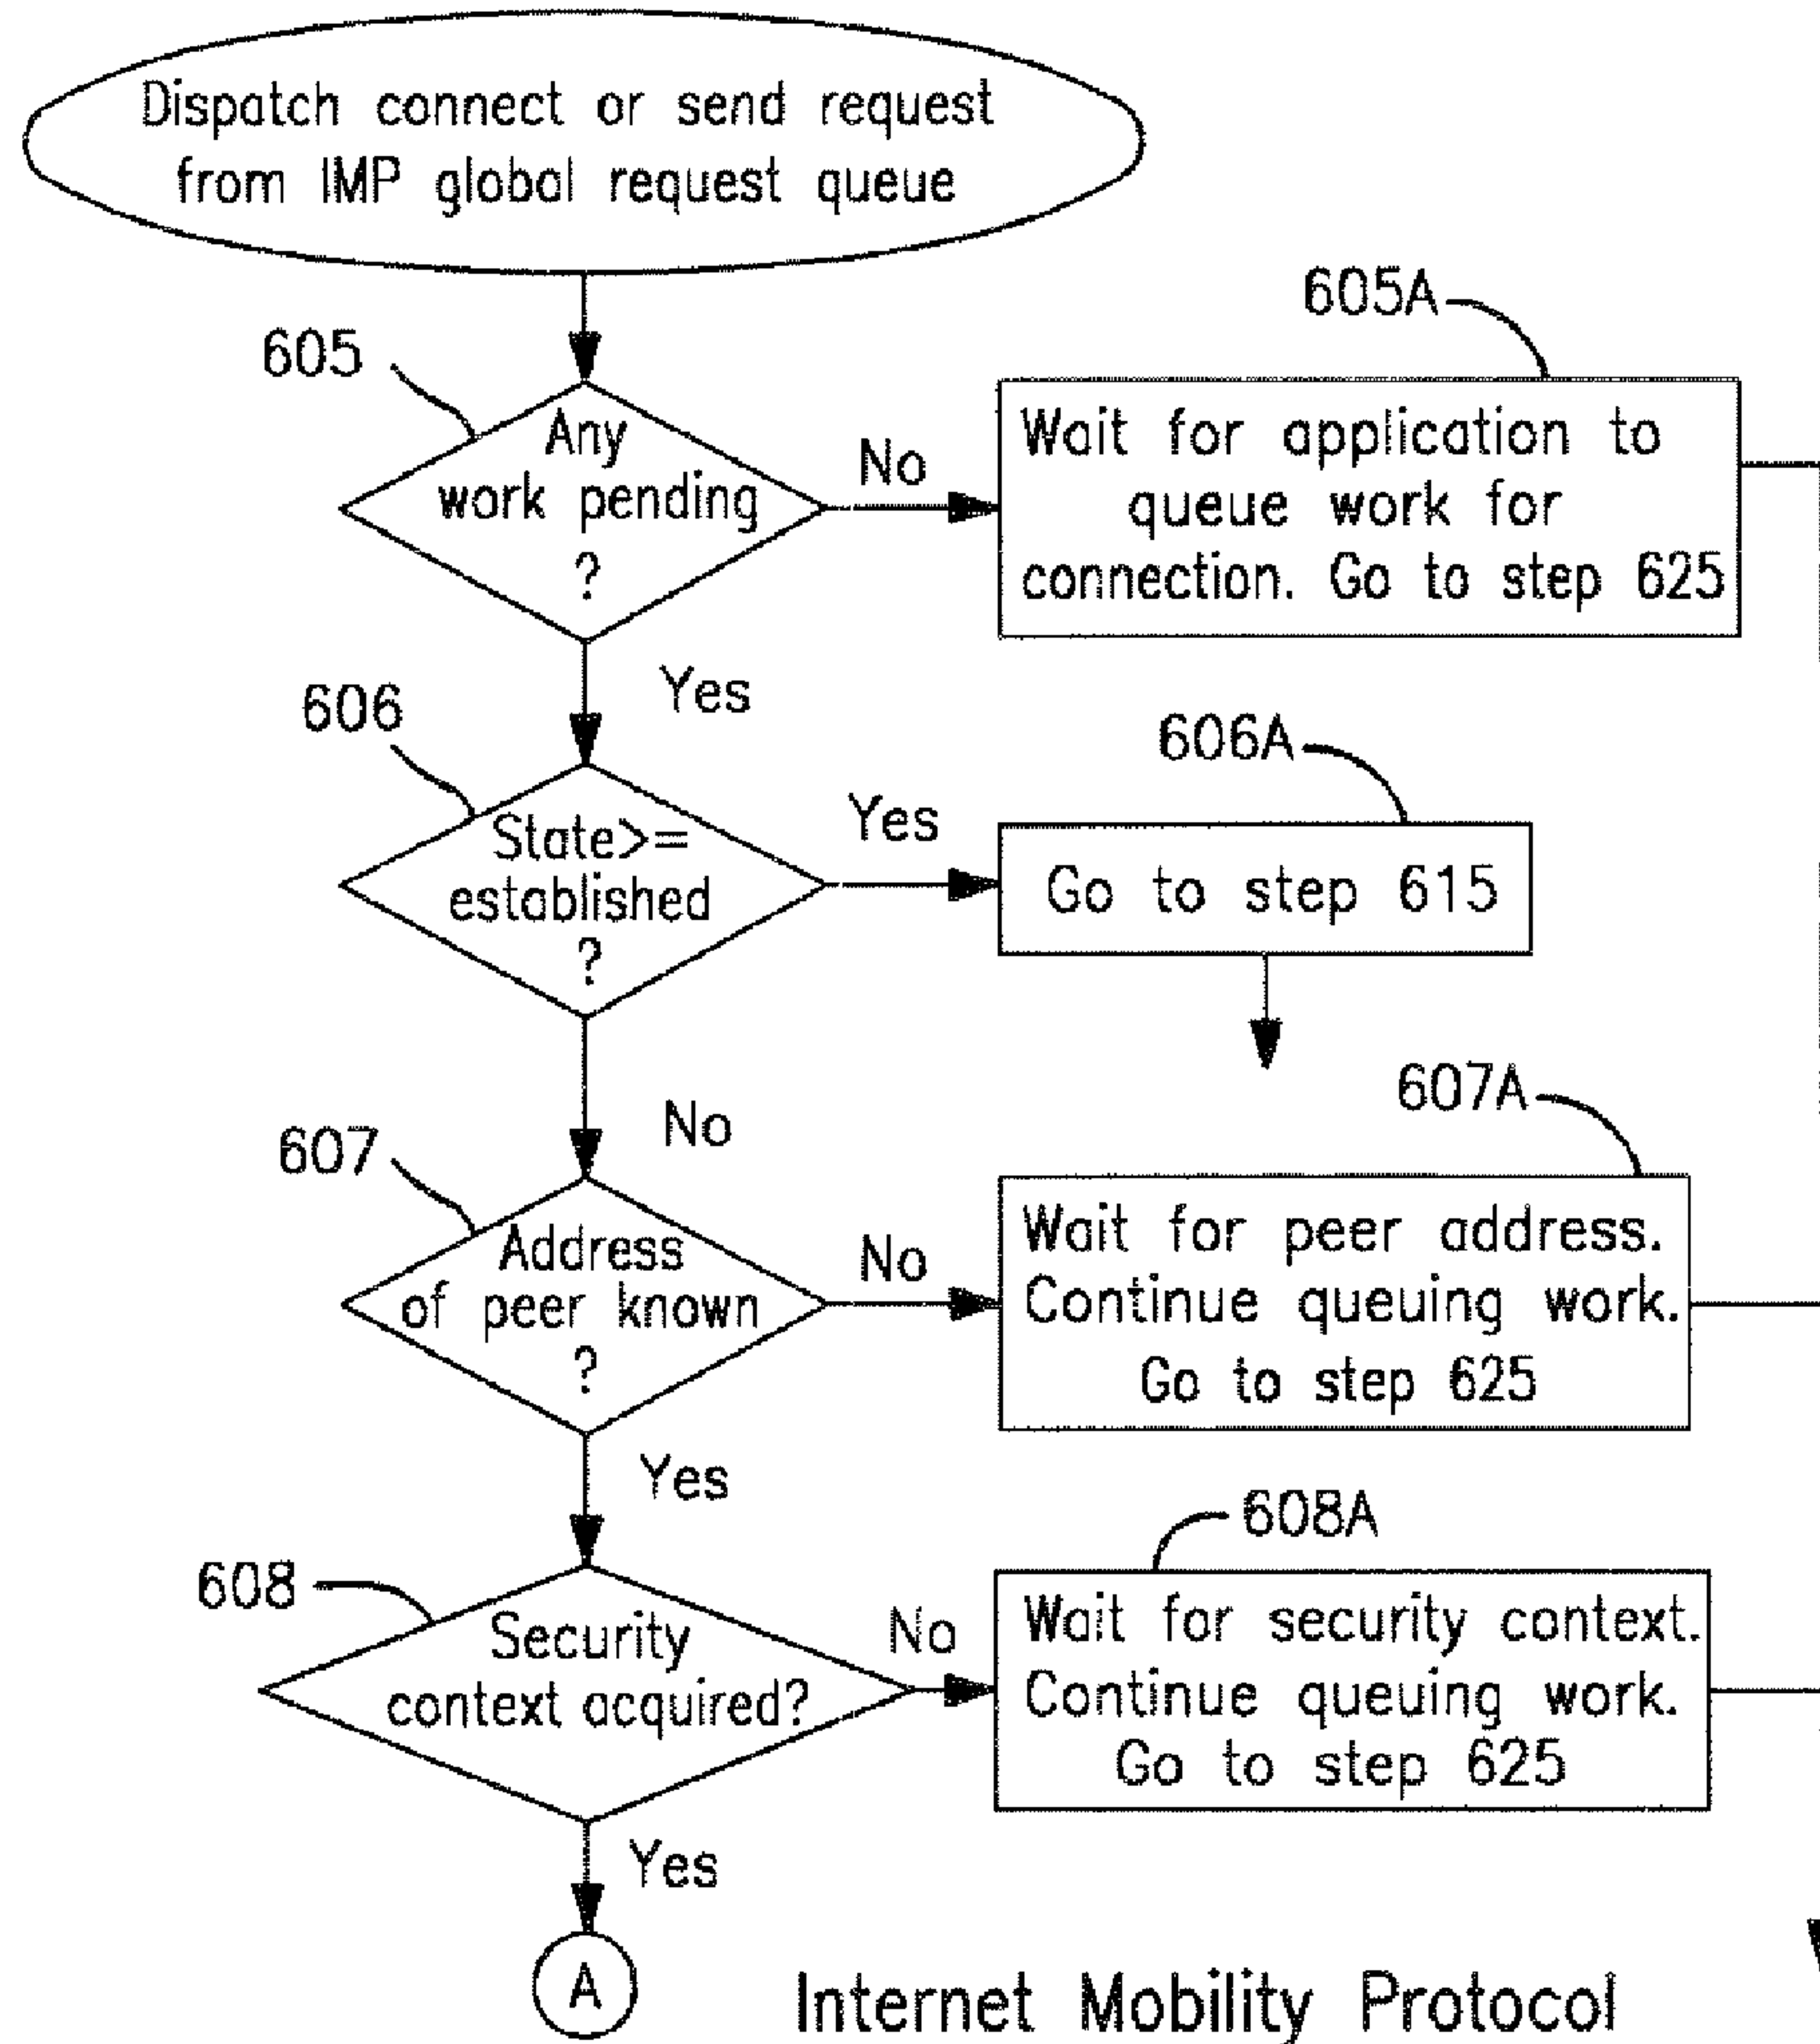 Dispatch connect or send request
from IMP global request queue
605
Any
work pending
?
No
605A
Wait for application to
queue work for
connection. Go to step 625
Yes
606
State>=
established
?
Yes
606A
Go to step 615
No
607
Address
of peer known
?
No
607A
Wait for peer address.
Continue queuing work.
Go to step 625
Yes
608
Security
context acquired?
No
608A
Wait for security context.
Continue queuing work.
Go to step 625
Yes
A
Internet Mobility Protocol